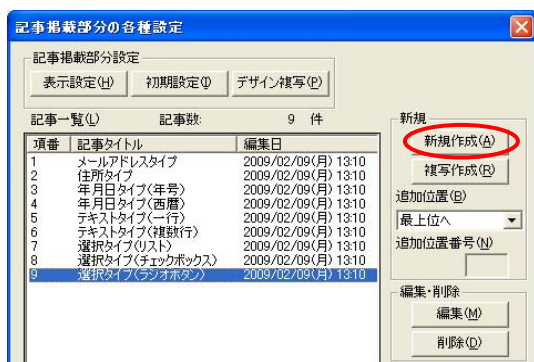 記事掲載部分の各種設定
記事掲載部分設定
表示設定(H) 初期設定(I) デザイン複写(P)
記事一覧(L) 記事数: 9 件
項番 記事タイトル 編集日
1 メールアドレスタイプ 2009/02/09(月) 13:10
2 住所タイプ 2009/02/09(月) 13:10
3 年月日タイプ(年号) 2009/02/09(月) 13:10
4 年月日タイプ(西暦) 2009/02/09(月) 13:10
5 テキストタイプ(一行) 2009/02/09(月) 13:10
6 テキストタイプ(複数行) 2009/02/09(月) 13:10
7 選択タイプ(リスト) 2009/02/09(月) 13:10
8 選択タイプ(チェックボックス) 2009/02/09(月) 13:10
9 選択タイプ(ラジオボタン) 2009/02/09(月) 13:10
新規
新規作成(A)
複写作成(R)
追加位置(B)
最上位へ
追加位置番号(N)
編集・削除
編集(M)
削除(D)